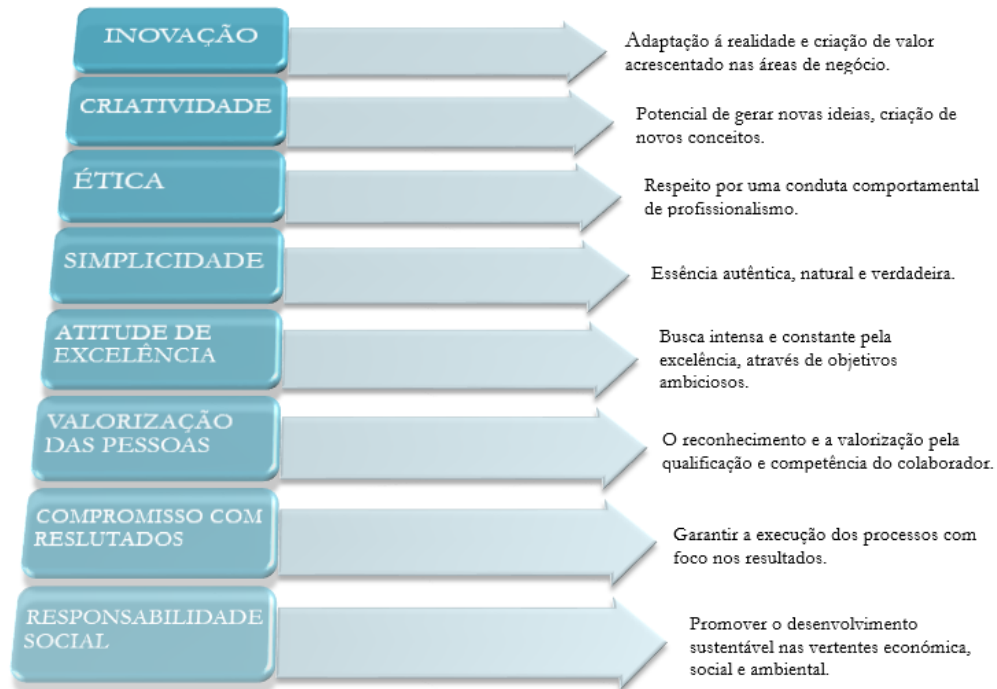 INOVAÇÃO
Adaptação á realidade e criação de valor
acrescentado nas áreas de negócio.
CRIATIVIDADE
Potencial de gerar novas ideias, criação de
novos conceitos.
ÉTICA
Respeito por uma conduta comportamental
de profissionalismo.
SIMPLICIDADE
Essência autêntica, natural e verdadeira.
ATITUDE DE
EXCELÊNCIA
Busca intensa e constante pela
excelência, através de objetivos
ambiciosos.
VALORIZAÇÃO
DAS PESSOAS
O reconhecimento e a valorização pela
qualificação e competência do colaborador.
COMPROMISSO COM
RESLUTADOS
Garantir a execução dos processos com
foco nos resultados.
RESPONSABILIDADE
SOCIAL
Promover o desenvolvimento
sustentável nas vertentes económica,
social e ambiental.